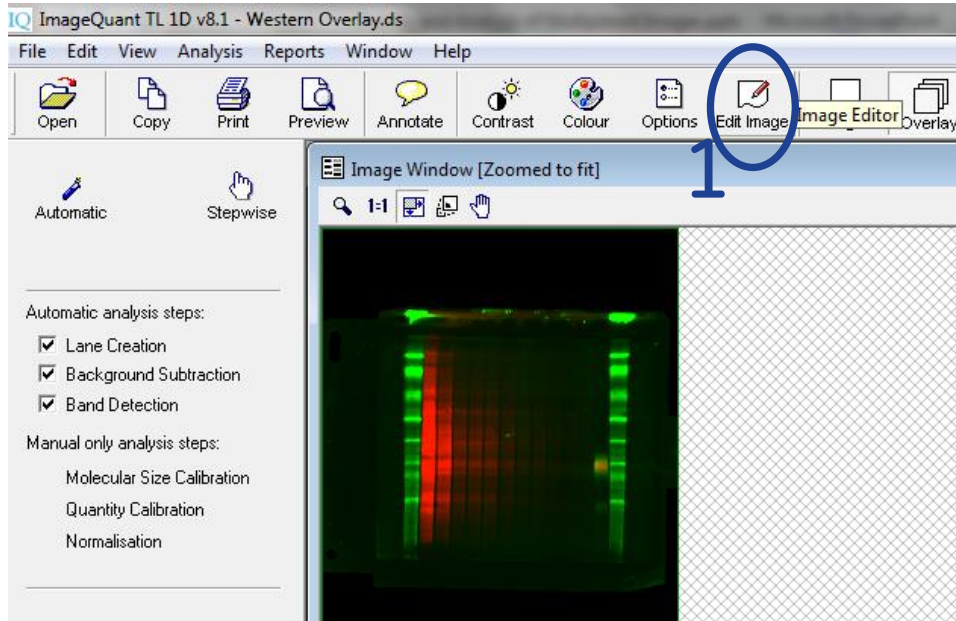 IQ ImageQuant TL 1D v8.1 - Western Overlay.ds
File Edit View Analysis Reports Window Help
Open Copy Print Preview Annotate Contrast Colour Options Edit Image Image Editor Overlay
1
Image Window [Zoomed to fit]
Automatic Stepwise
1:1
Automatic analysis steps:
Lane Creation
Background Subtraction
Band Detection
Manual only analysis steps:
Molecular Size Calibration
Quantity Calibration
Normalisation